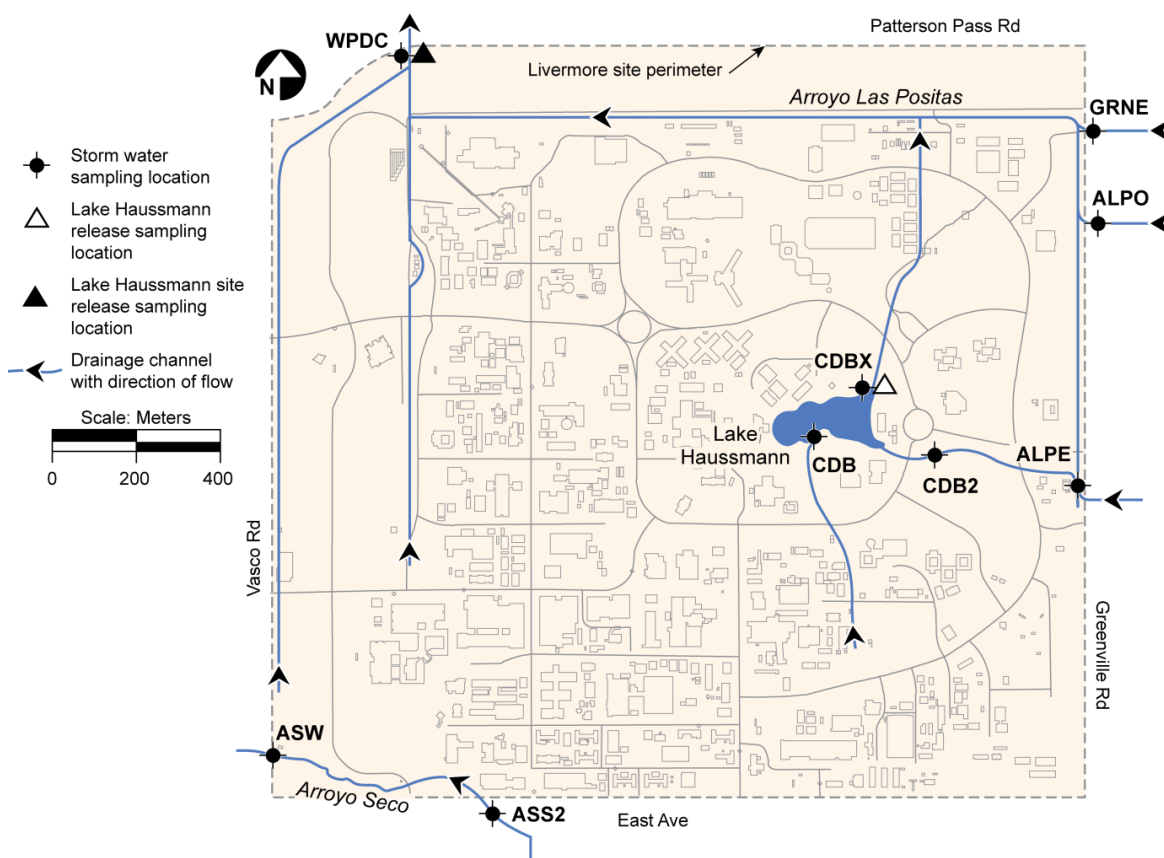 Patterson Pass Rd
WPDC
Livermore site perimeter
N
Arroyo Las Positas
GRNE
Storm water
sampling location
Lake Haussmann
release sampling
location
ALPO
Lake Haussmann site
release sampling
location
Drainage channel
with direction of flow
CDBX
Scale: Meters
0 200 400
Lake
Haussmann
CDB
CDB2
ALPE
Vasco Rd
Greenville Rd
ASW
Arroyo Seco
ASS2
East Ave